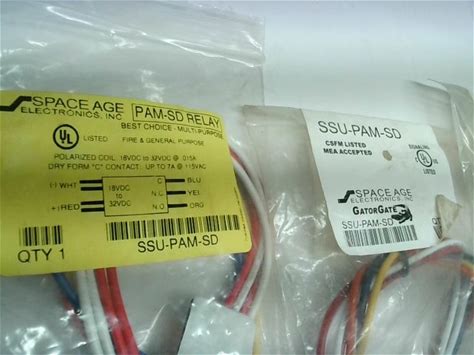 SPACE AGE
ELECTRONICS, INC
PAM-SD RELAY
BEST CHOICE - MULTI-PURPOSE
UL LISTED FIRE & GENERAL PURPOSE
POLARIZED COIL 18VDC to 32VDC @ .015A
DRY FORM "C" CONTACT: UP TO 7A @ 115VAC
(-) WHT
18VDC
to
32VDC
+)RED
C
N.C.
N.O.
BLU
YEL
ORG
QTY 1
SSU-PAM-SD
SSU-PAM-SD
CSFM LISTED
MEA ACCEPTED
SIGNALING
UL
LISTED
SPACE AGE
ELECTRONICS, INC
GATORGATE
SSU-PAM-SD